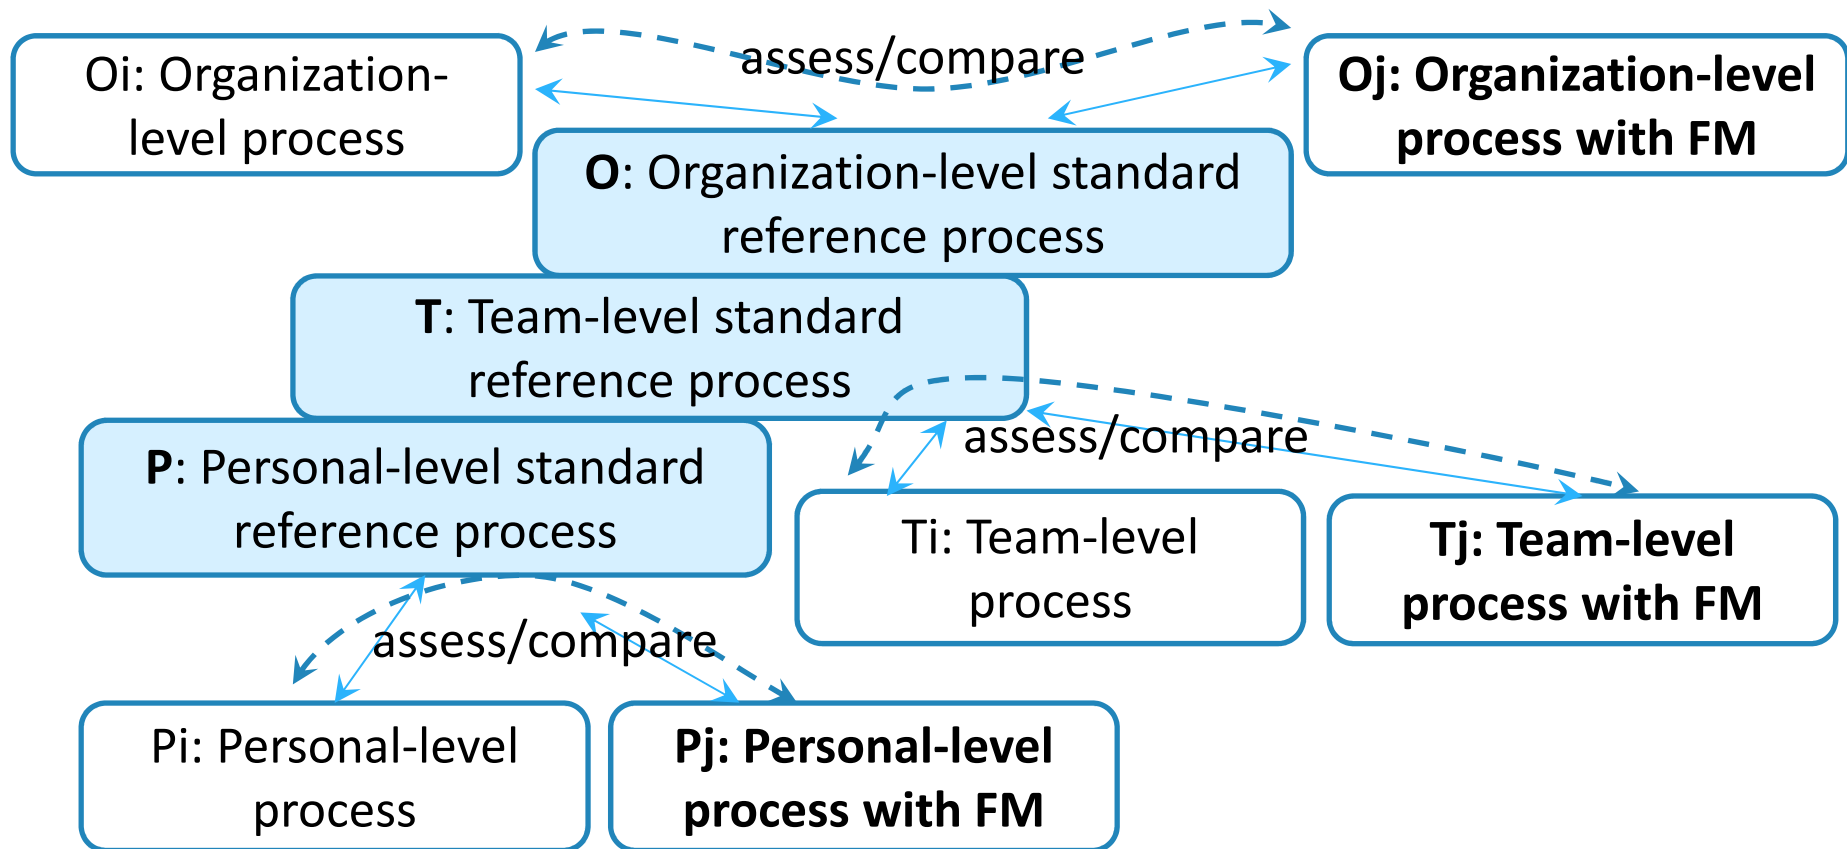 assess/compare
Oi: Organization-
level process
Oj: Organization-level
process with FM
O: Organization-level standard
reference process
T: Team-level standard
reference process
assess/compare
P: Personal-level standard
reference process
Ti: Team-level
process
Tj: Team-level
process with FM
assess/compare
Pi: Personal-level
process
Pj: Personal-level
process with FM